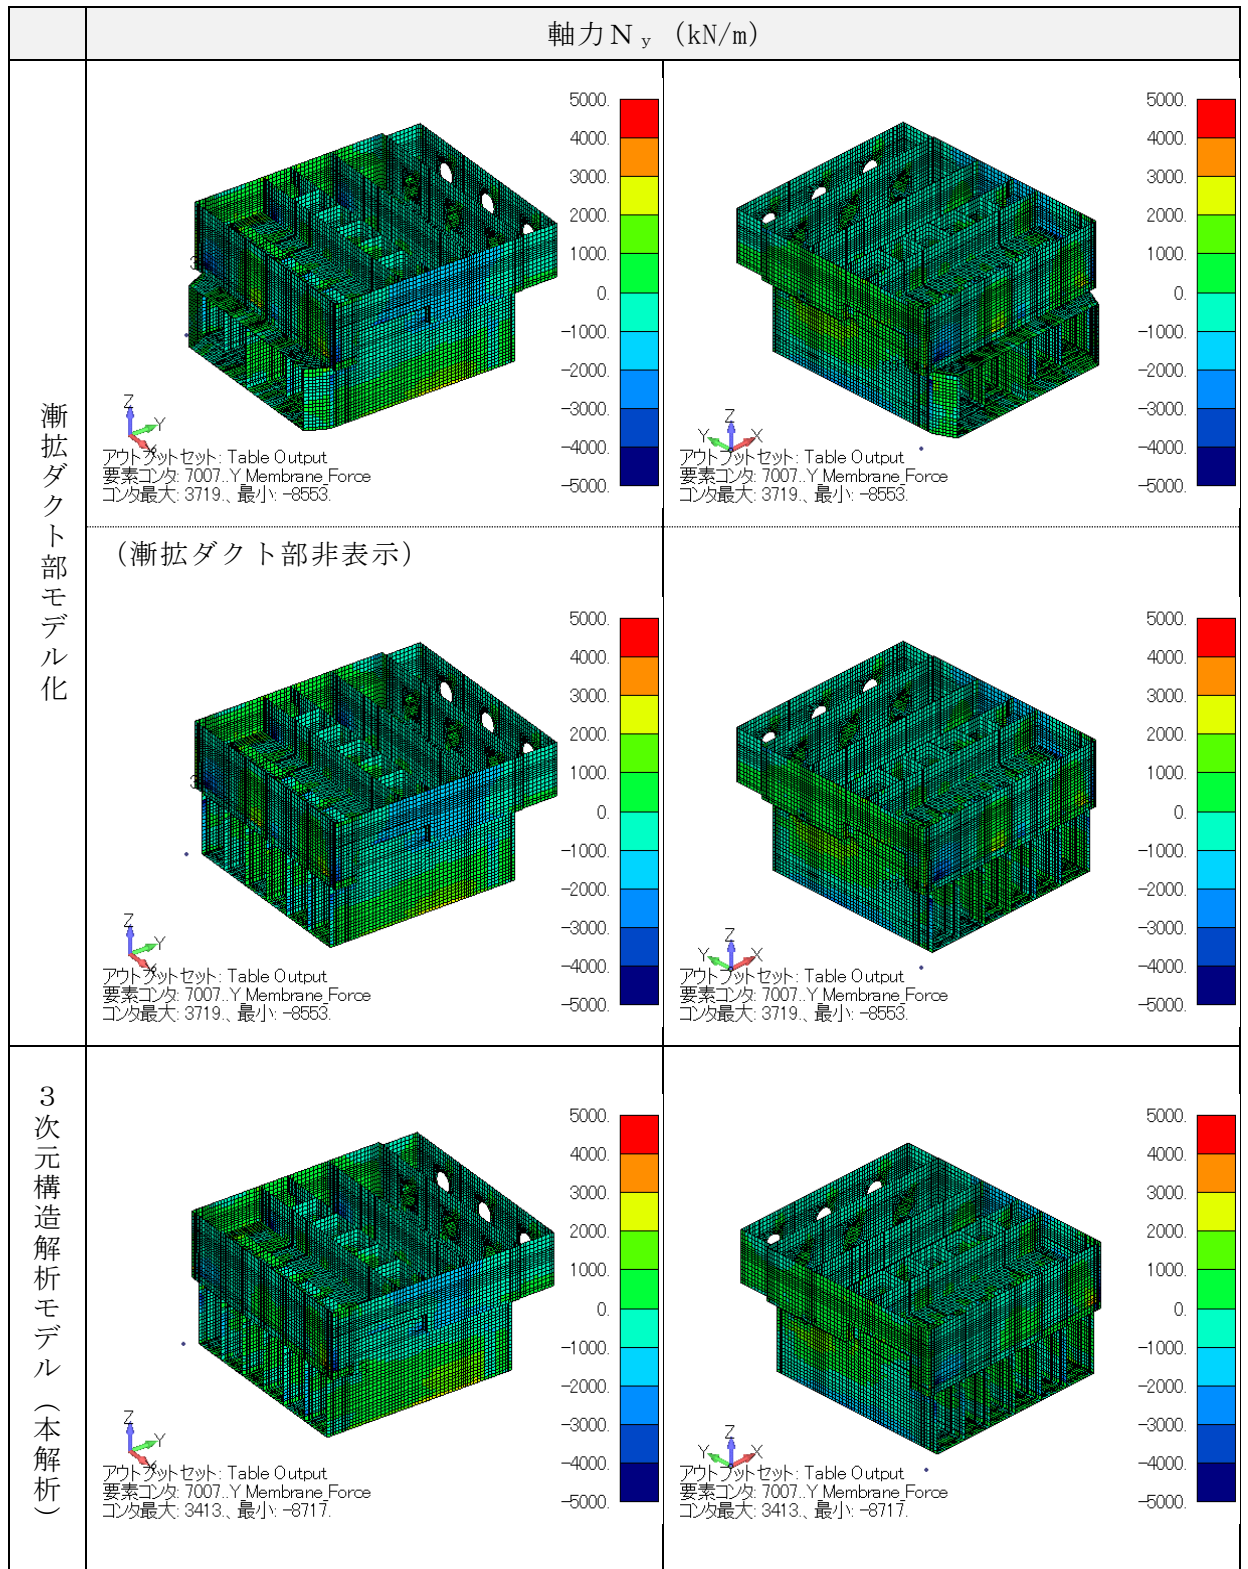 軸力Ｎｙ (kN/m)
漸拡ダクト部モデル化
5000.
4000.
3000.
2000.
1000.
0.
-1000.
-2000.
-3000.
-4000.
-5000.
Z
Y
X
アウトプットセット: Table Output
要素コンタ: 7007..Y Membrane Force
コンタ最大: 3719.、最小: -8553.
5000.
4000.
3000.
2000.
1000.
0.
-1000.
-2000.
-3000.
-4000.
-5000.
Z
Y
X
アウトプットセット: Table Output
要素コンタ: 7007..Y Membrane Force
コンタ最大: 3719.、最小: -8553.
(漸拡ダクト部非表示)
5000.
4000.
3000.
2000.
1000.
0.
-1000.
-2000.
-3000.
-4000.
-5000.
Z
Y
X
アウトプットセット: Table Output
要素コンタ: 7007..Y Membrane Force
コンタ最大: 3719.、最小: -8553.
5000.
4000.
3000.
2000.
1000.
0.
-1000.
-2000.
-3000.
-4000.
-5000.
Z
Y
X
アウトプットセット: Table Output
要素コンタ: 7007..Y Membrane Force
コンタ最大: 3719.、最小: -8553.
3次元構造解析モデル(本解析)
5000.
4000.
3000.
2000.
1000.
0.
-1000.
-2000.
-3000.
-4000.
-5000.
Z
Y
X
アウトプットセット: Table Output
要素コンタ: 7007..Y Membrane Force
コンタ最大: 3413.、最小: -8717.
5000.
4000.
3000.
2000.
1000.
0.
-1000.
-2000.
-3000.
-4000.
-5000.
Z
Y
X
アウトプットセット: Table Output
要素コンタ: 7007..Y Membrane Force
コンタ最大: 3413.、最小: -8717.